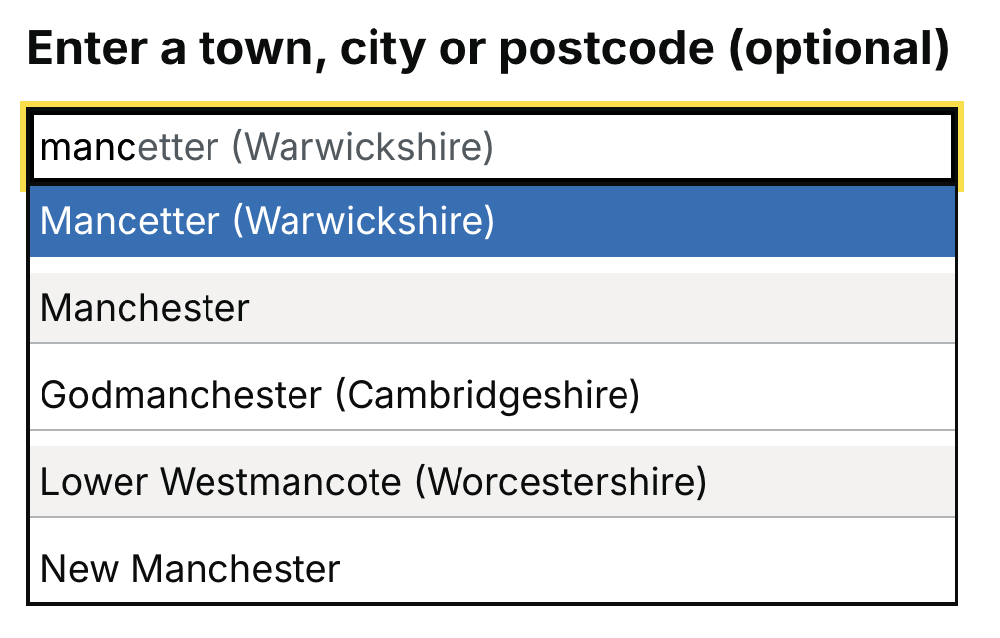 Enter a town, city or postcode (optional)
mancetter (Warwickshire)
Mancetter (Warwickshire)
Manchester
Godmanchester (Cambridgeshire)
Lower Westmancote (Worcestershire)
New Manchester